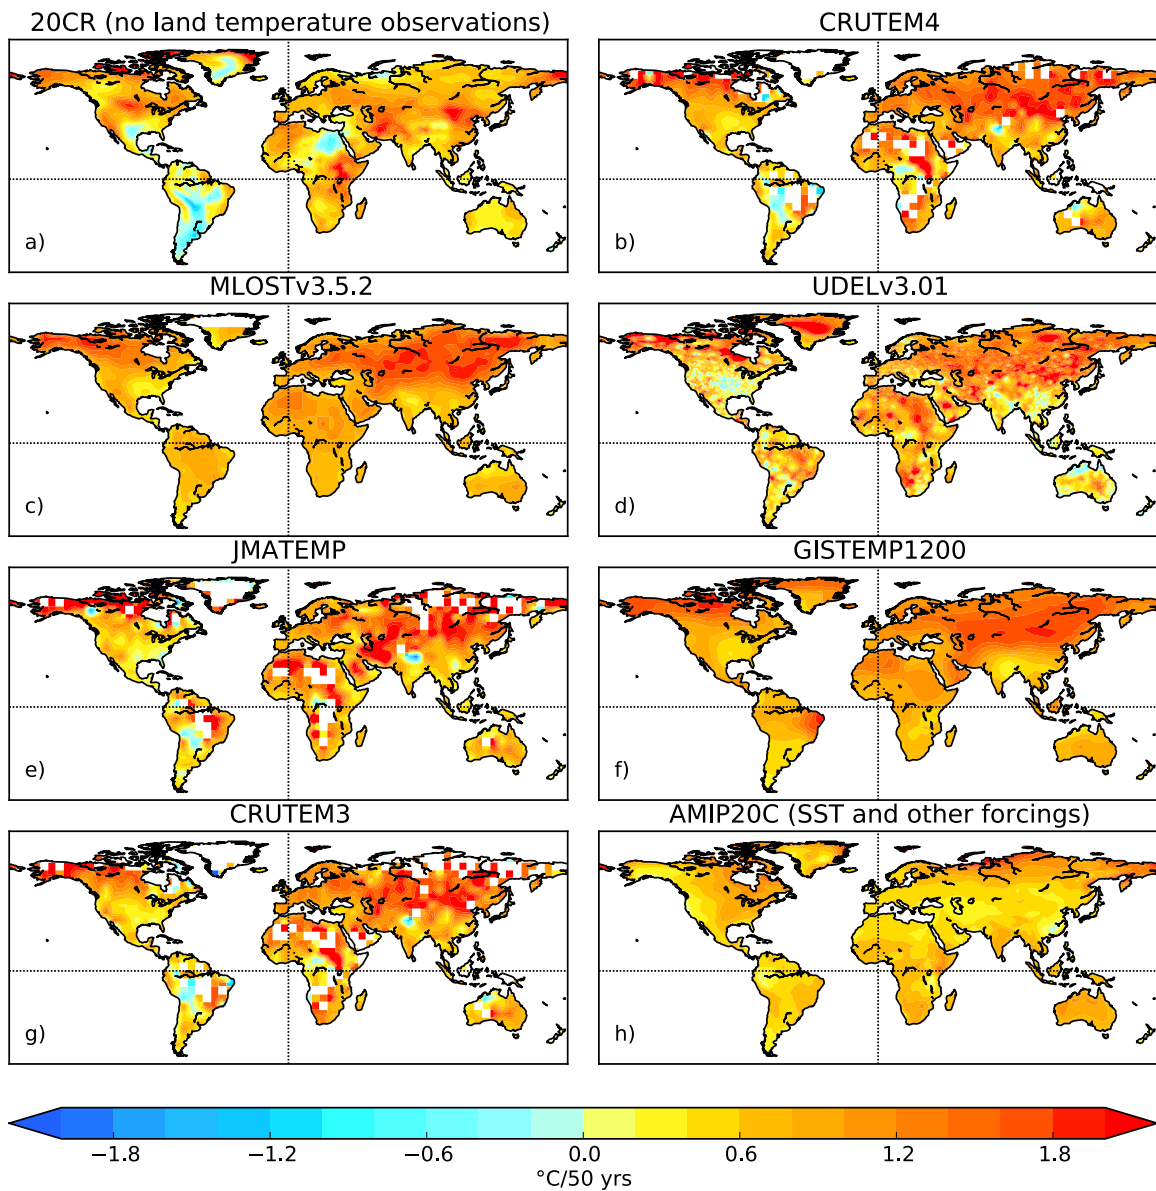 20CR (no land temperature observations)
CRUTEM4
a)
b)
MLOSTv3.5.2
UDELv3.01
c)
d)
JMATEMP
GISTEMP1200
e)
f)
CRUTEM3
AMIP20C (SST and other forcings)
g)
h)
−1.8 −1.2 −0.6 0.0 0.6 1.2 1.8
°C/50 yrs